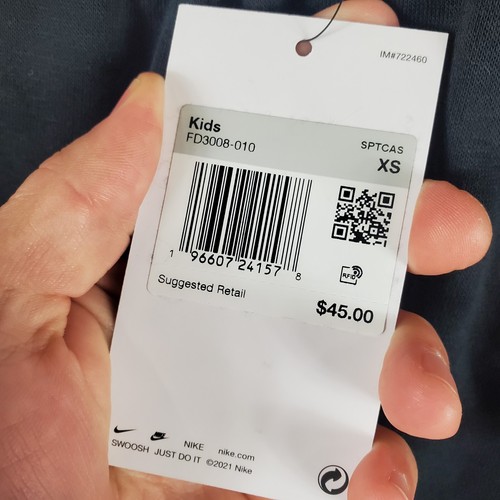 IM#722460
Kids
FD3008-010
SPTCAS
XS
1 96607 24157 8
RFID
Suggested Retail
$45.00
NIKE nike.com
SWOOSH JUST DO IT ©2021 Nike